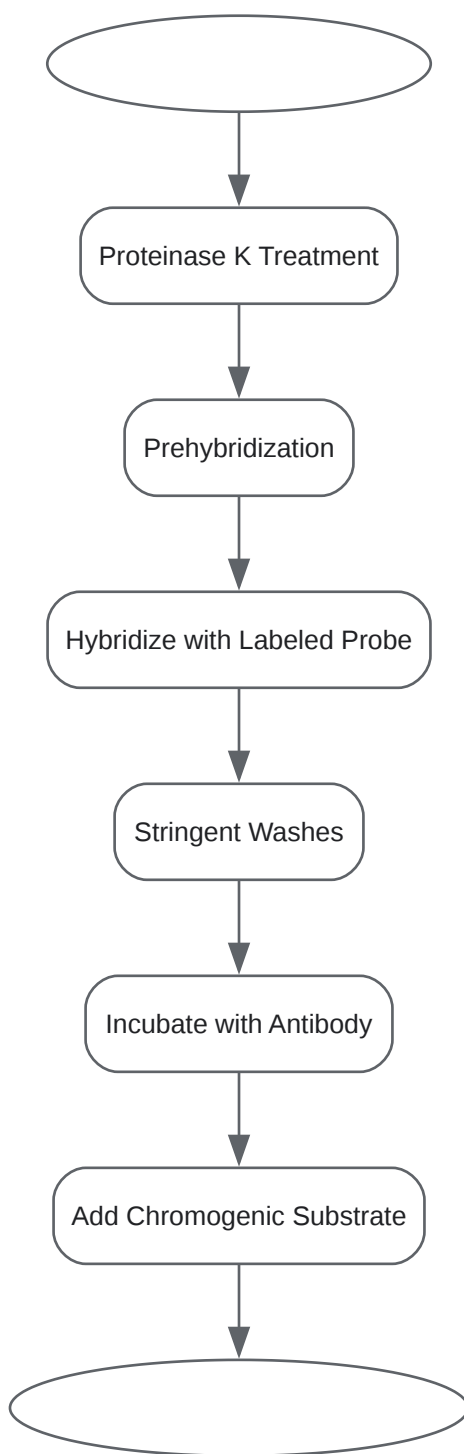 Proteinase K Treatment
Prehybridization
Hybridize with Labeled Probe
Stringent Washes
Incubate with Antibody
Add Chromogenic Substrate